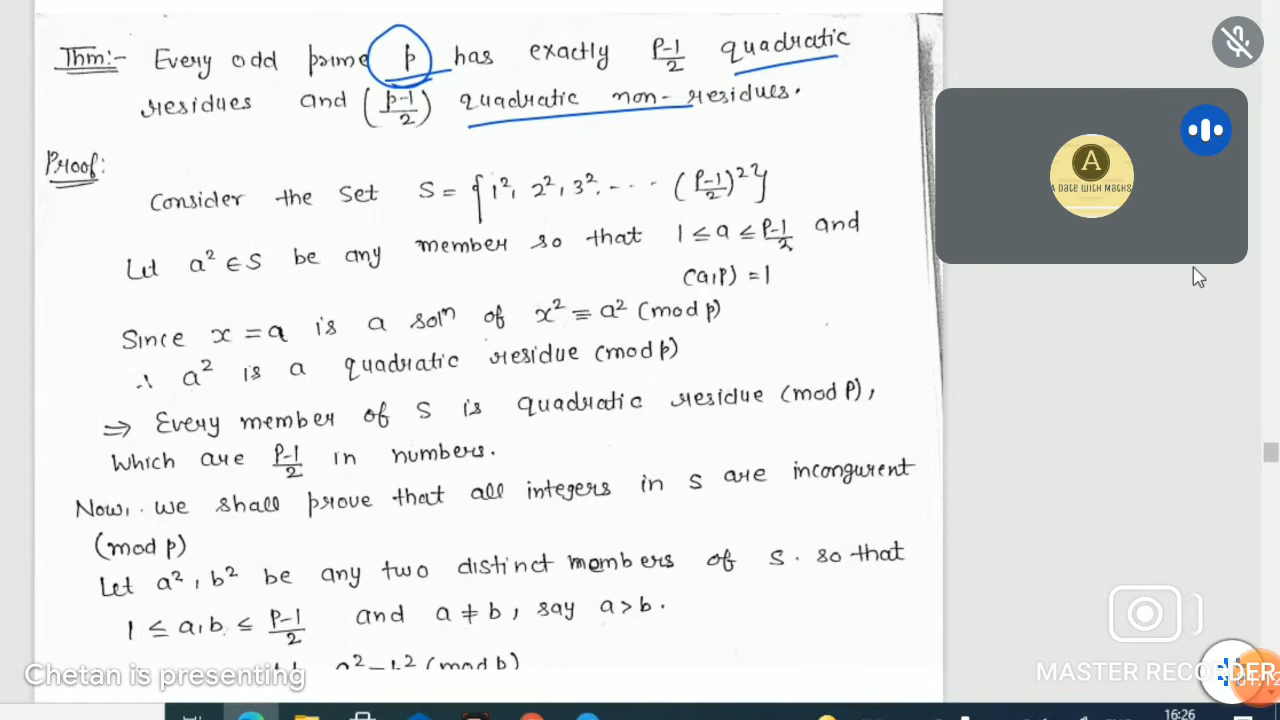 Thm:- Every odd prime p has exactly P-1/2 quadratic
residues and (p-1/2) quadratic non-residues.
Proof:
Consider the set S = {1², 2², 3², --- (P-1/2)²}
Let a² ∈ S be any member so that 1 ≤ a ≤ P-1/2 and
(a,p) = 1
Since x = a is a solⁿ of x² ≡ a² (mod p)
∴ a² is a quadratic residue (mod p)
⇒ Every member of S is quadratic residue (mod p),
Which are P-1/2 in numbers.
Now, we shall prove that all integers in S are incongurent
(mod p)
Let a², b² be any two distinct members of S. so that
1 ≤ a, b ≤ P-1/2 and a ≠ b, say a > b.
A
A DATE WITH MATHS
Chetan is presenting
MASTER RECORDER
16:26